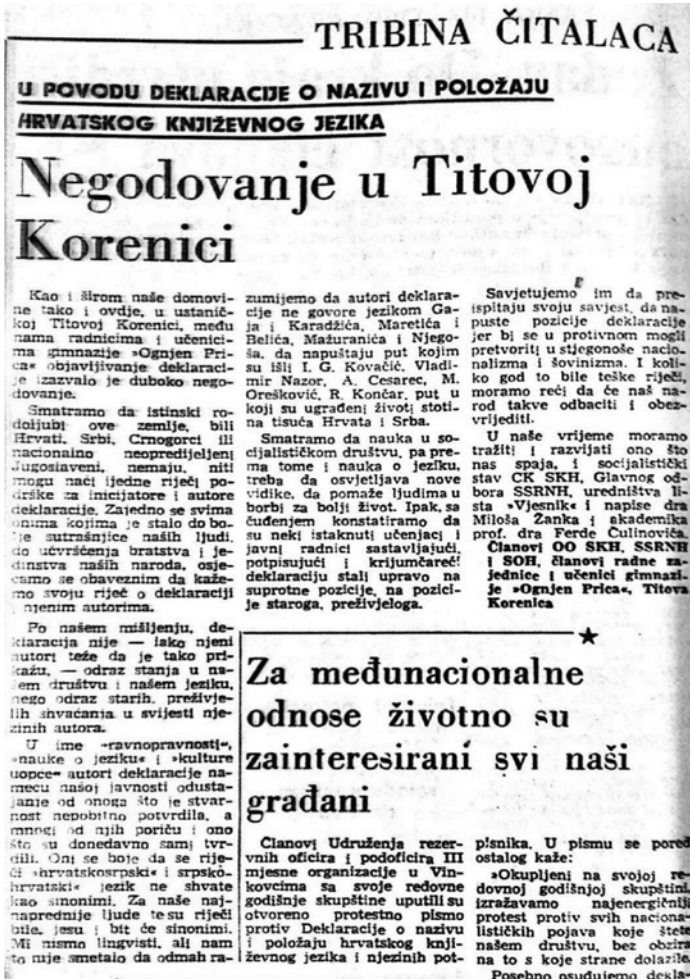 TRIBINA ČITALACA
U POVODU DEKLARACIJE O NAZIVU I POLOŽAJU
HRVATSKOG KNJIŽEVNOG JEZIKA
Negodovanje u Titovoj
Korenici
Kao i širom naše domovi-
ne tako i ovdje, u ustanič-
koj Titovoj Korenici, među
nama radnicima i učenici-
ma gimnazije »Ognjen Pri-
ca« objavljivanje deklaraci-
je izazvalo je duboko nego-
dovanje.
Smatramo da istinski ro-
doljubi ove zemlje, bili
Hrvati, Srbi, Crnogorci ili
nacionalno neopredijeljeni
Jugoslaveni, nemaju, niti
mogu naći ijedne riječi po-
drške za inicijatore i autore
deklaracije. Zajedno se svima
onima kojima je stalo do bo-
lje sutrašnjice naših ljudi,
do učvršćenja bratstva i je-
dinstva naših naroda, osje-
ćamo se obaveznim da kaže-
mo svoju riječ o deklaraciji
i njenim autorima.
Po našem mišljenju, de-
klaracija nije — iako njeni
autori teže da je tako pri-
kažu, — odraz stanja u na-
šem društvu i našem jeziku,
nego odraz starih, preživje-
lih shvaćanja u svijesti nje-
zinih autora.
U ime »ravnopravnosti«,
»nauke o jeziku« i »kulture
uopće« autori deklaracije na-
meću našoj javnosti odusta-
janje od onoga što je stvar-
nost nepobitno potvrdila, a
mnogi od njih poriču i ono
što su donedavno sami tvr-
dili. Oni se boje da se rije-
či »hrvatskosrpski« i srpsko-
hrvatski« jezik ne shvate
kao sinonimi. Za naše naj-
naprednije ljude te su riječi
bile, jesu i bit će sinonimi.
Mi nismo lingvisti, ali nam
to nije smetalo da odmah ra-
zumijemo da autori deklara-
cije ne govore jezikom Ga-
ja i Karadžića, Maretića i
Belića, Mažuranića i Njego-
ša, da napuštaju put kojim
su išli I. G. Kovačić, Vladi-
mir Nazor, A. Cesarec, M.
Orešković, R. Končar, put u
koji su ugrađeni životi stoti-
na tisuća Hrvata i Srba.
Smatramo da nauka u so-
cijalističkom društvu, pa pre-
ma tome i nauka o jeziku,
treba da osvjetljava nove
vidike, da pomaže ljudima u
borbi za bolji život. Ipak, sa
čuđenjem konstatiramo da
su neki istaknuti učenjaci i
javni radnici sastavljajući,
potpisujući i krijumčareći
deklaraciju stali upravo na
suprotne pozicije, na pozici-
je staroga, preživjeloga.
Savjetujemo im da pre-
ispitaju svoju savjest, da na-
puste pozicije deklaracije
jer bi se u protivnom mogli
pretvoriti u stjegonoše nacio-
nalizma i šovinizma. I koli-
ko god to bile teške riječi,
moramo reći da će naš na-
rod takve odbaciti i obez-
vrijediti.
U naše vrijeme moramo
tražiti i razvijati ono što
nas spaja, i socijalistički
stav CK SKH, Glavnog od-
bora SSRNH, uredništva li-
sta »Vjesnik« i napise dra
Miloša Žanka i akademika
prof. dra Ferde Čulinovića.
Članovi OO SKH, SSRNH
i SOH, članovi radne za-
jednice i učenici gimnazi-
je »Ognjen Prica«, Titova
Korenica
Za međunacionalne
odnose životno su
zainteresirani svi naši
građani
Članovi Udruženja rezer-
vnih oficira i podoficira III
mjesne organizacije u Vin-
kovcima sa svoje redovne
godišnje skupštine uputili su
otvoreno protestno pismo
protiv Deklaracije o nazivu
i položaju hrvatskog knji-
ževnog jezika i njezinih pot-
pisnika. U pismu se pored
ostalog kaže:
»Okupljeni na svojoj re-
dovnoj godišnjoj skupštini,
izražavamo najenergičniji
protest protiv svih naciona-
lističkih pojava koje štete
našem društvu, bez obzira
na to s koje strane dolazile.
Posebno osuđujemo dekla-